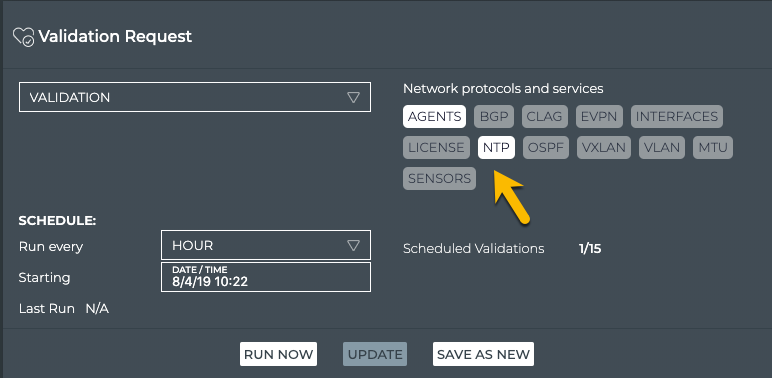 Validation Request
VALIDATION
Network protocols and services
AGENTS BGP CLAG EVPN INTERFACES
LICENSE NTP OSPF VXLAN VLAN MTU
SENSORS
SCHEDULE:
Run every HOUR
Starting DATE / TIME
8/4/19 10:22
Last Run N/A
Scheduled Validations 1/15
RUN NOW UPDATE SAVE AS NEW